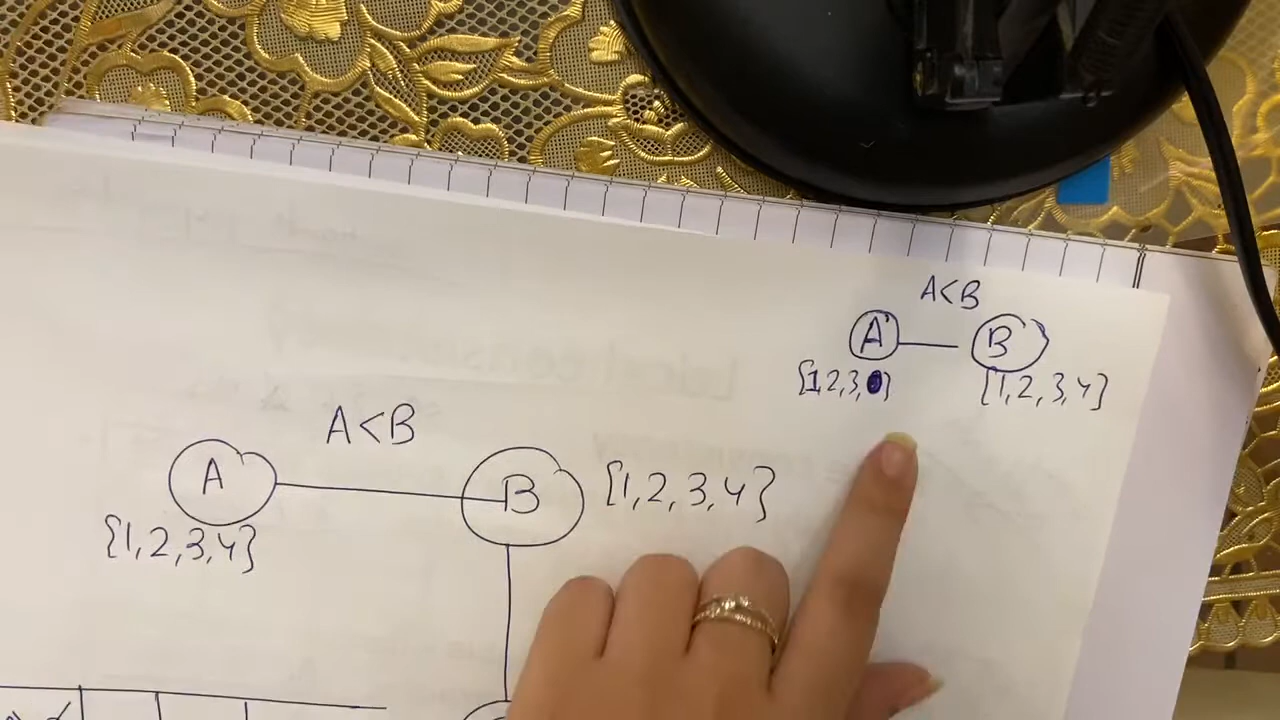 A<B
A B
{1,2,3, }
{1,2,3,4}
A<B
A B {1,2,3,4}
{1,2,3,4}